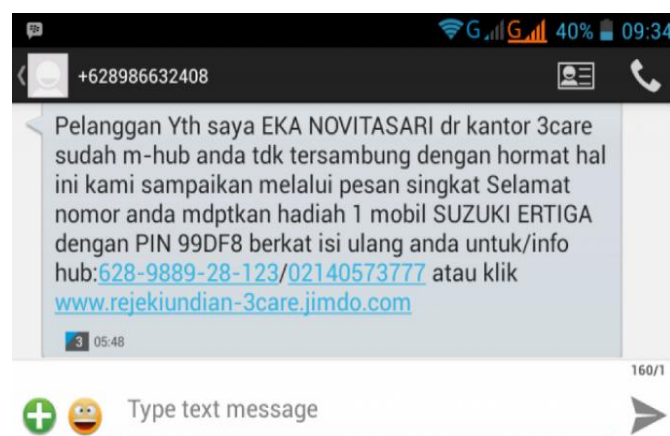 G G 40% 09:34
+628986632408
Pelanggan Yth saya EKA NOVITASARI dr kantor 3care
sudah m-hub anda tdk tersambung dengan hormat hal
ini kami sampaikan melalui pesan singkat Selamat
nomor anda mdptkan hadiah 1 mobil SUZUKI ERTIGA
dengan PIN 99DF8 berkat isi ulang anda untuk/info
hub:628-9889-28-123/02140573777 atau klik
www.rejekiundian-3care.jimdo.com
3 05:48
160/1
Type text message